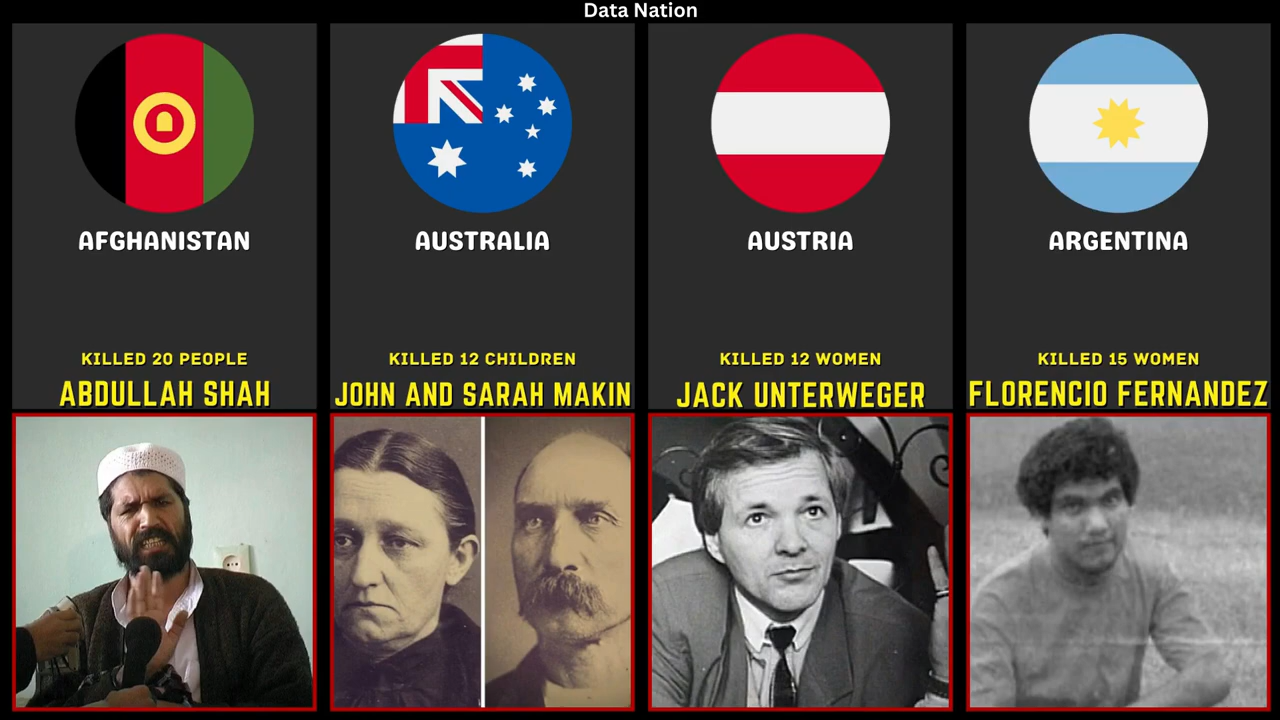 Data Nation
AFGHANISTAN
KILLED 20 PEOPLE
ABDULLAH SHAH
AUSTRALIA
KILLED 12 CHILDREN
JOHN AND SARAH MAKIN
AUSTRIA
KILLED 12 WOMEN
JACK UNTERWEGER
ARGENTINA
KILLED 15 WOMEN
FLORENCIO FERNANDEZ